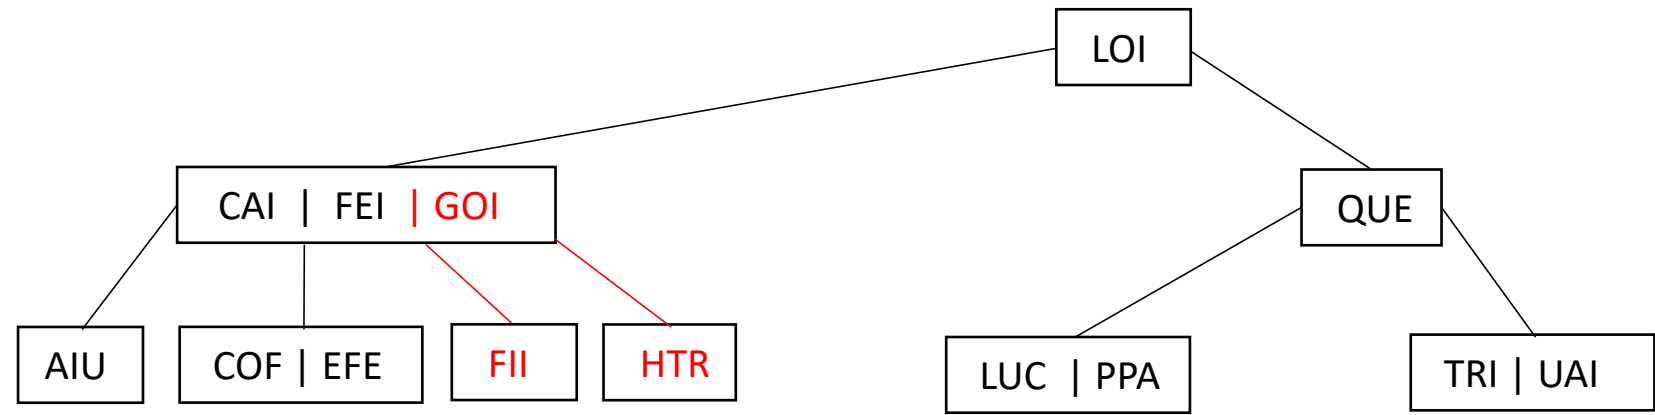 LOI
CAI | FEI | GOI
QUE
AIU
COF | EFE
FII
HTR
LUC | PPA
TRI | UAI